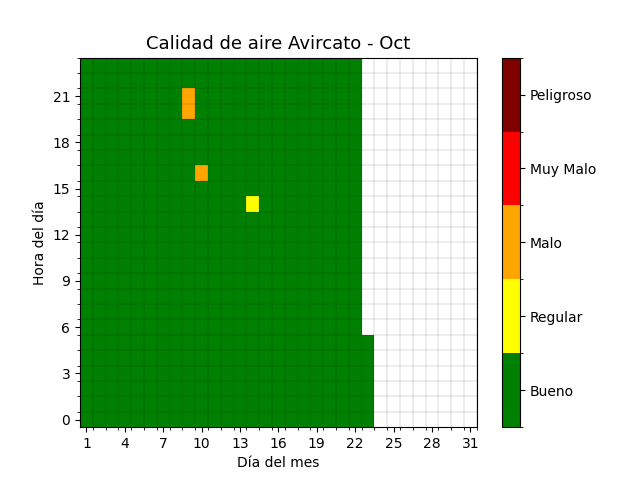 Calidad de aire Avircato - Oct
Hora del día
21
18
15
12
9
6
3
0
1 4 7 10 13 16 19 22 25 28 31
Día del mes
Peligroso
Muy Malo
Malo
Regular
Bueno